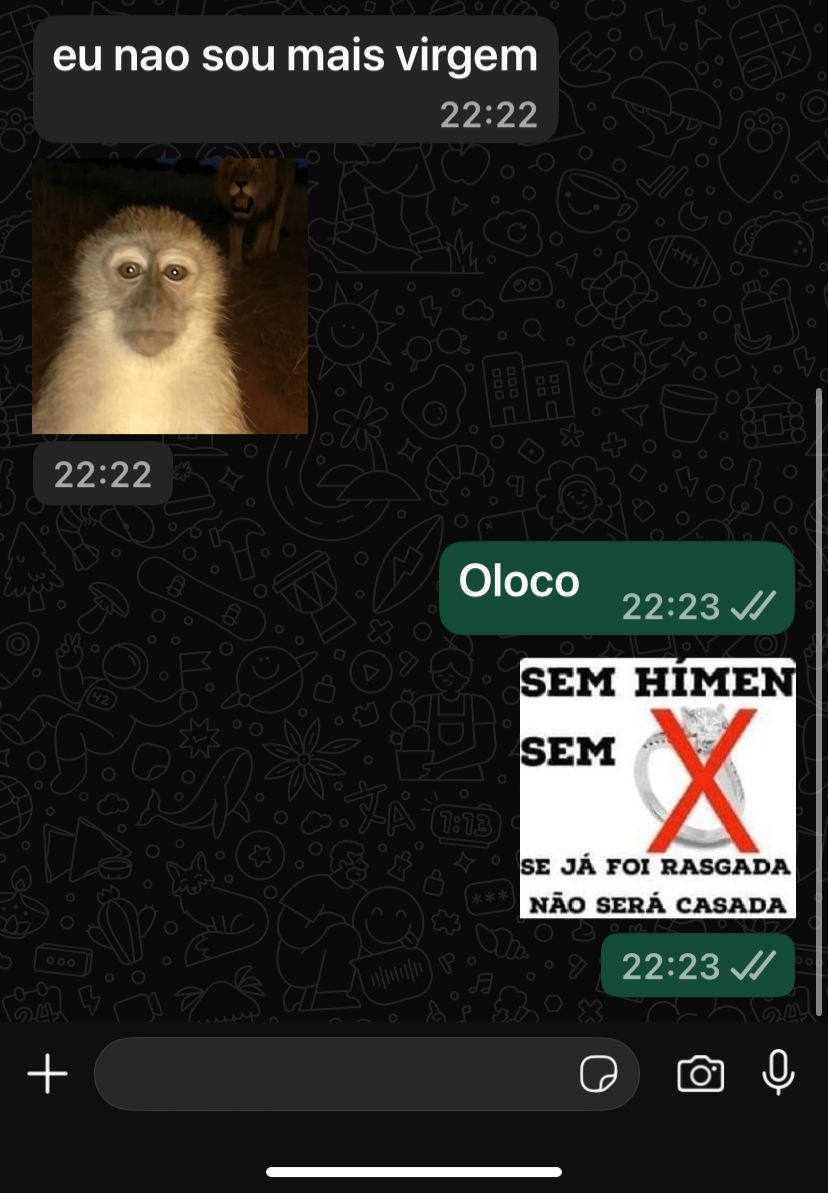 eu nao sou mais virgem
22:22
22:22
Oloco
22:23
SEM HÍMEN
SEM
SE JÁ FOI RASGADA
NÃO SERÁ CASADA
22:23